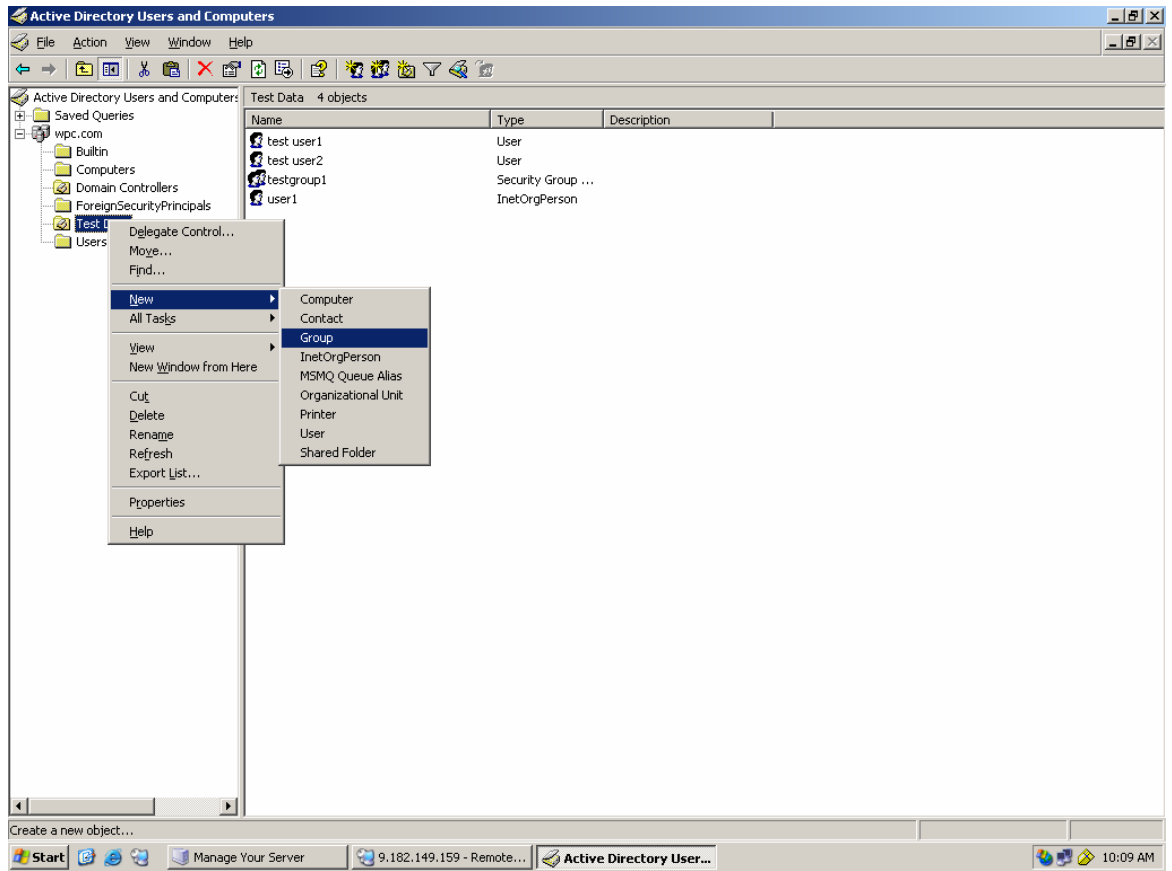 Active Directory Users and Computers
File Action View Window Help
Active Directory Users and Computers
Test Data 4 objects
Saved Queries
wpc.com
Builtin
Computers
Domain Controllers
ForeignSecurityPrincipals
Test D
Users
Name Type Description
test user1 User
test user2 User
testgroup1 Security Group ...
user1 InetOrgPerson
Delegate Control...
Move...
Find...
New
All Tasks
View
New Window from Here
Cut
Delete
Rename
Refresh
Export List...
Properties
Help
Computer
Contact
Group
InetOrgPerson
MSMQ Queue Alias
Organizational Unit
Printer
User
Shared Folder
Create a new object...
Start Manage Your Server 9.182.149.159 - Remote... Active Directory User... 10:09 AM